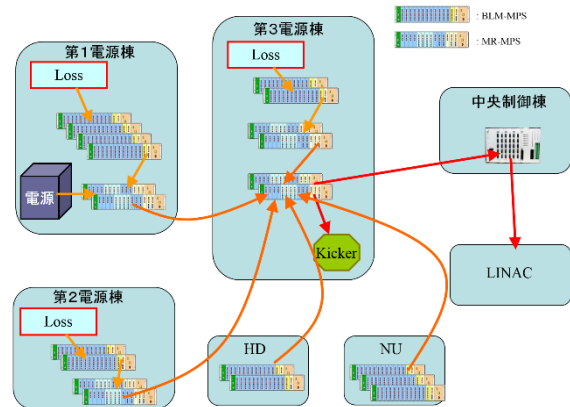 : BLM-MPS
: MR-MPS
第1電源棟
Loss
電源
第3電源棟
Loss
Kicker
中央制御棟
LINAC
第2電源棟
Loss
HD
NU